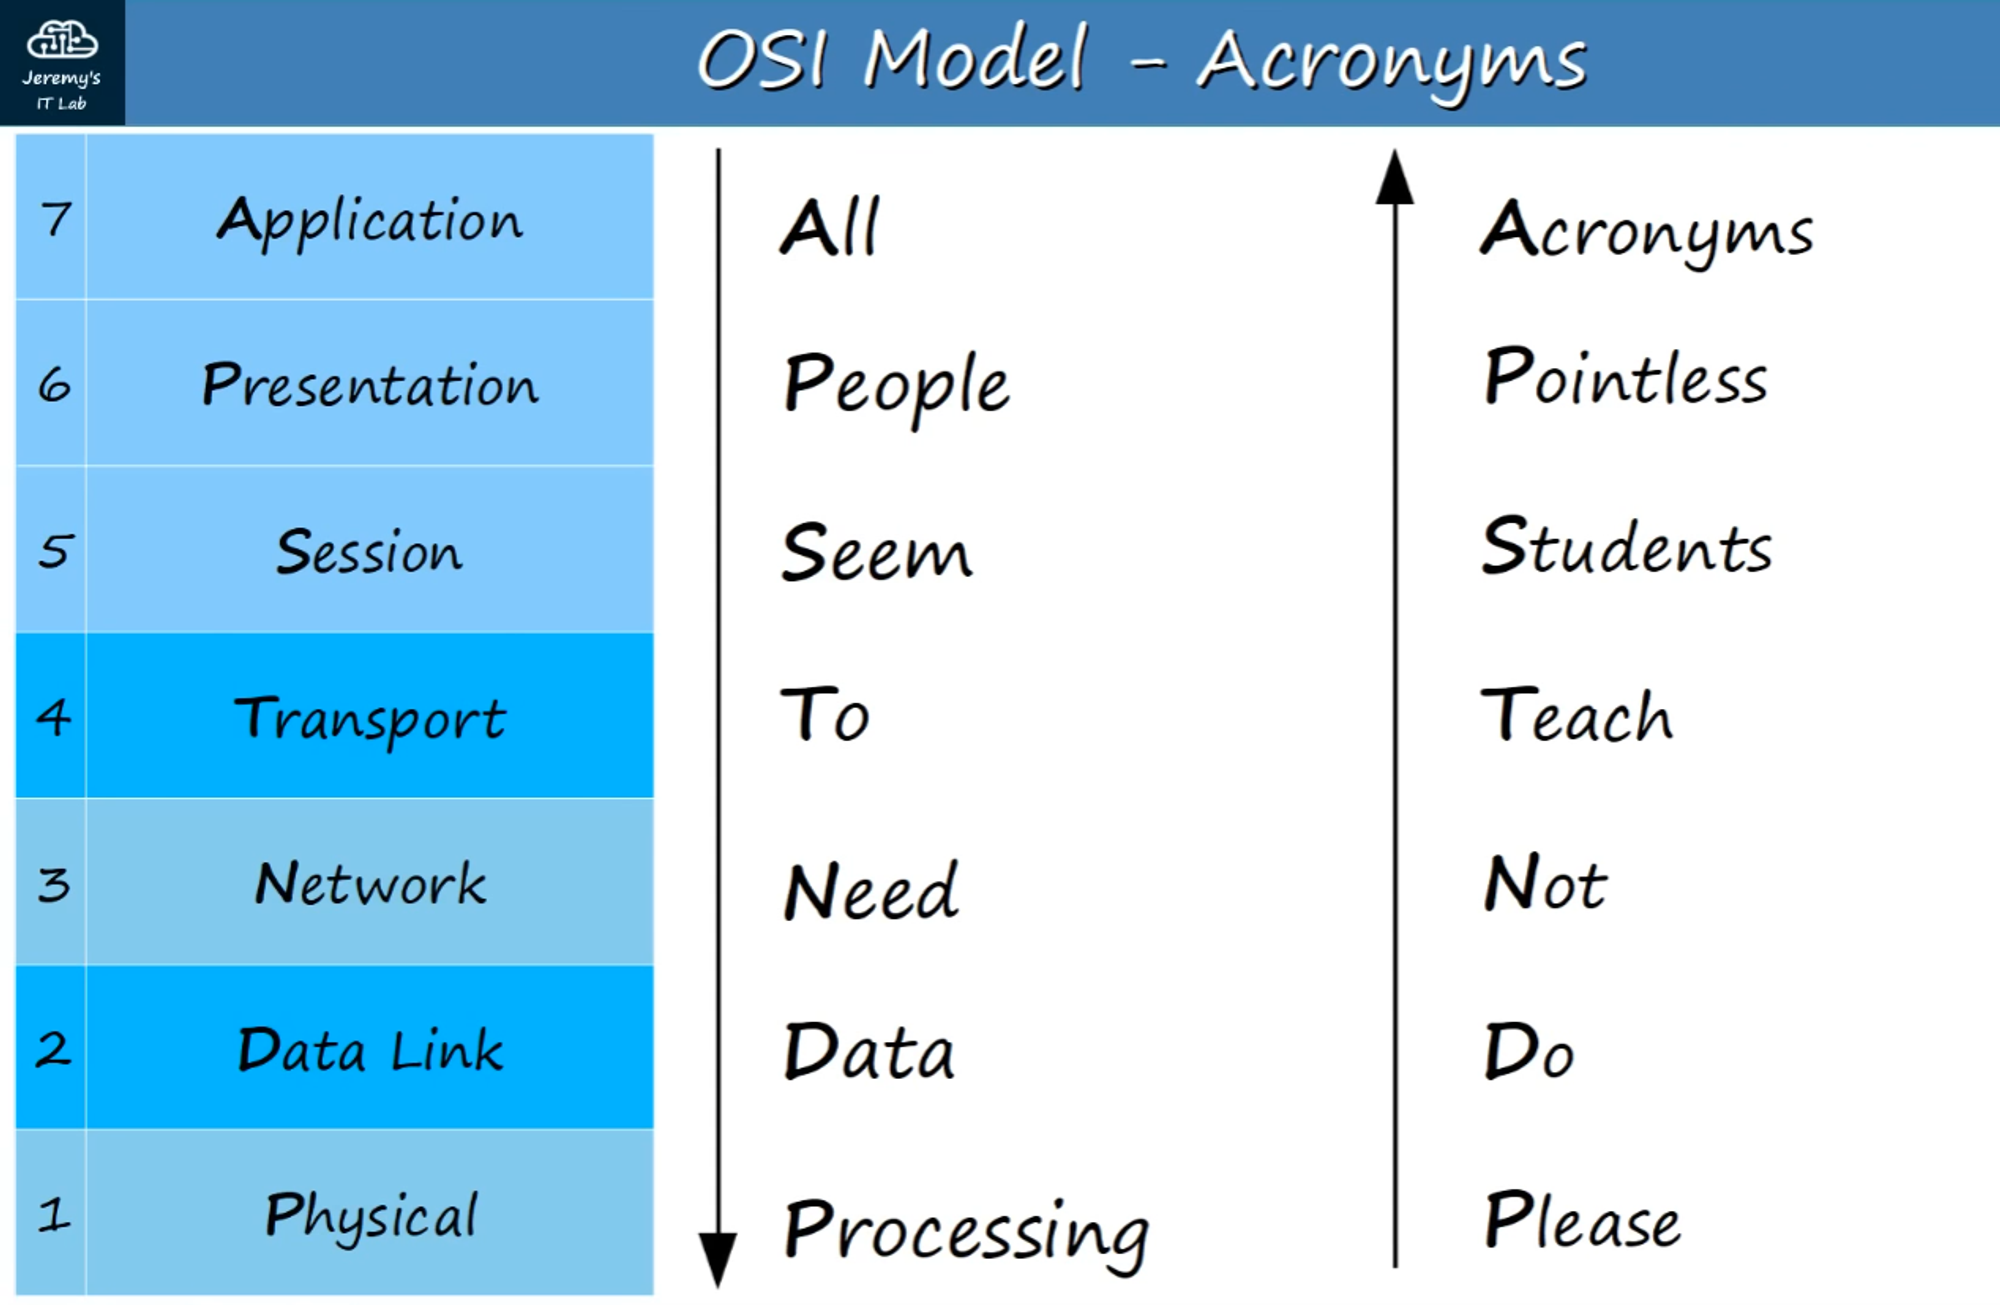 Jeremy's
IT Lab
OSI Model - Acronyms
7 Application All Acronyms
6 Presentation People Pointless
5 Session Seem Students
4 Transport To Teach
3 Network Need Not
2 Data Link Data Do
1 Physical Processing Please